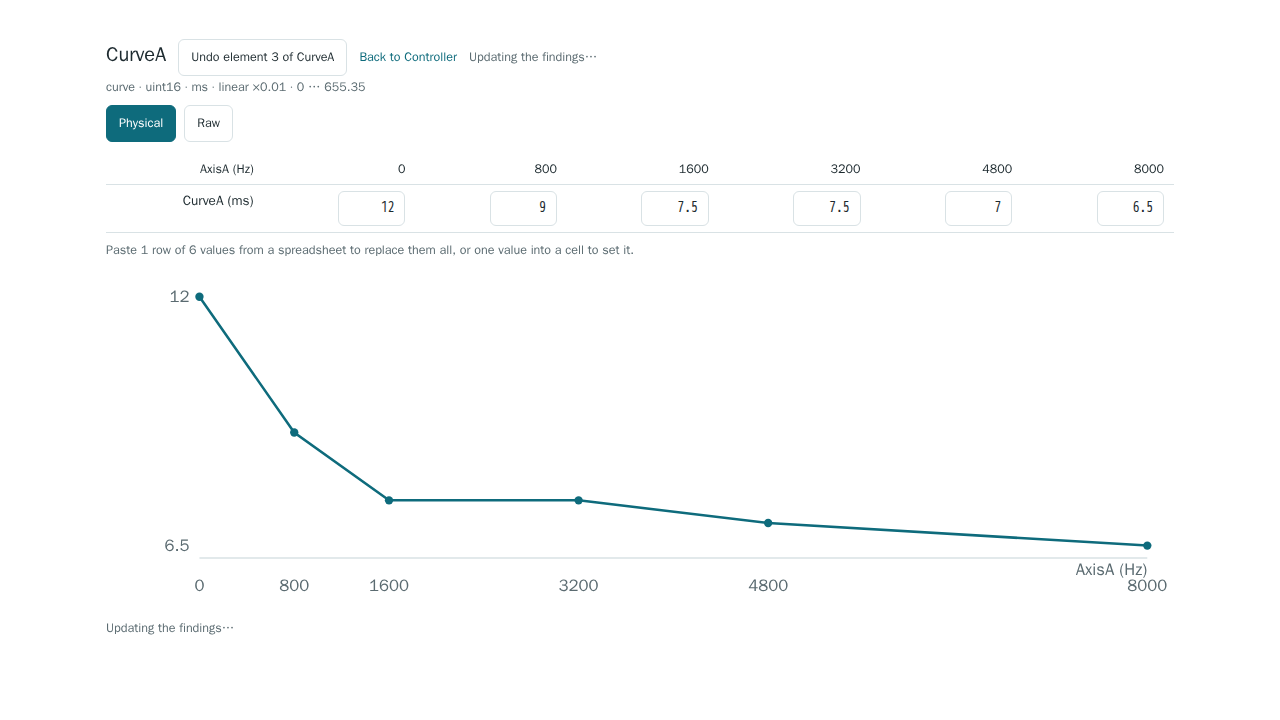 CurveA Undo element 3 of CurveA Back to Controller Updating the findings⋯
curve · uint16 · ms · linear ×0.01 · 0 ⋯ 655.35
Physical Raw
AxisA (Hz) 0 800 1600 3200 4800 8000
CurveA (ms) 12 9 7.5 7.5 7 6.5
Paste 1 row of 6 values from a spreadsheet to replace them all, or one value into a cell to set it.
12
6.5
AxisA (Hz)
0 800 1600 3200 4800 8000
Updating the findings⋯